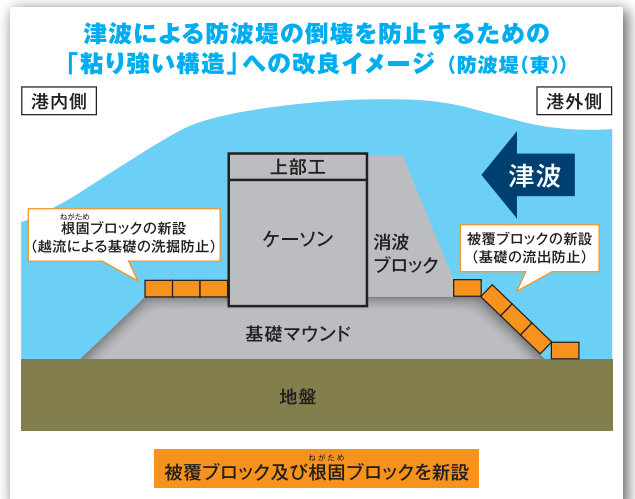 津波による防波堤の倒壊を防止するための
「粘り強い構造」への改良イメージ（防波堤(東)）
港内側
港外側
津波
上部工
ケーソン
消波
ブロック
ねがため
根固ブロックの新設
(越流による基礎の洗掘防止)
被覆ブロックの新設
(基礎の流出防止)
基礎マウンド
地盤
ねがため
被覆ブロック及び根固ブロックを新設